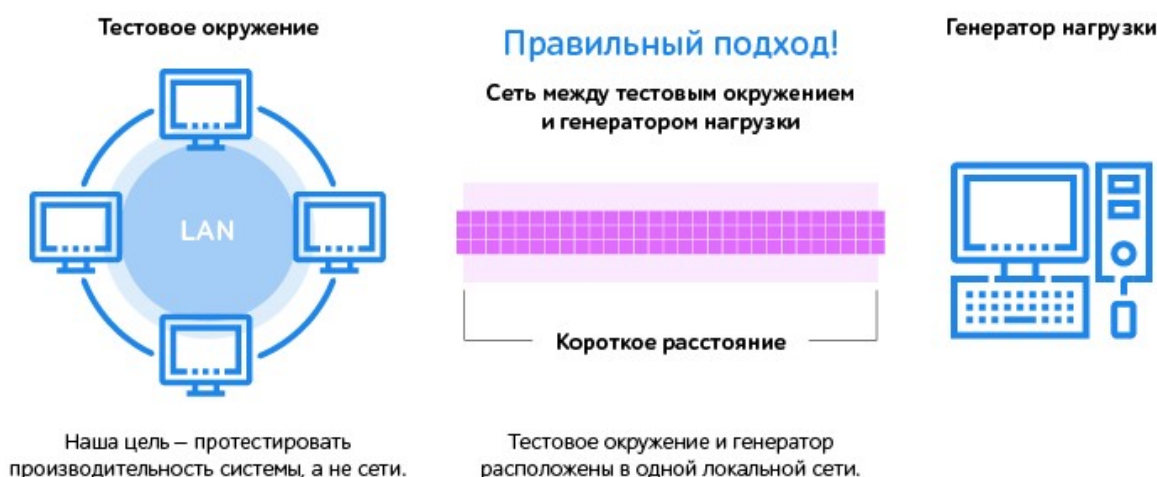 Тестовое окружение
Правильный подход!
Генератор нагрузки
Сеть между тестовым окружением
и генератором нагрузки
LAN
Короткое расстояние
Наша цель – протестировать
производительность системы, а не сети.
Тестовое окружение и генератор
расположены в одной локальной сети.